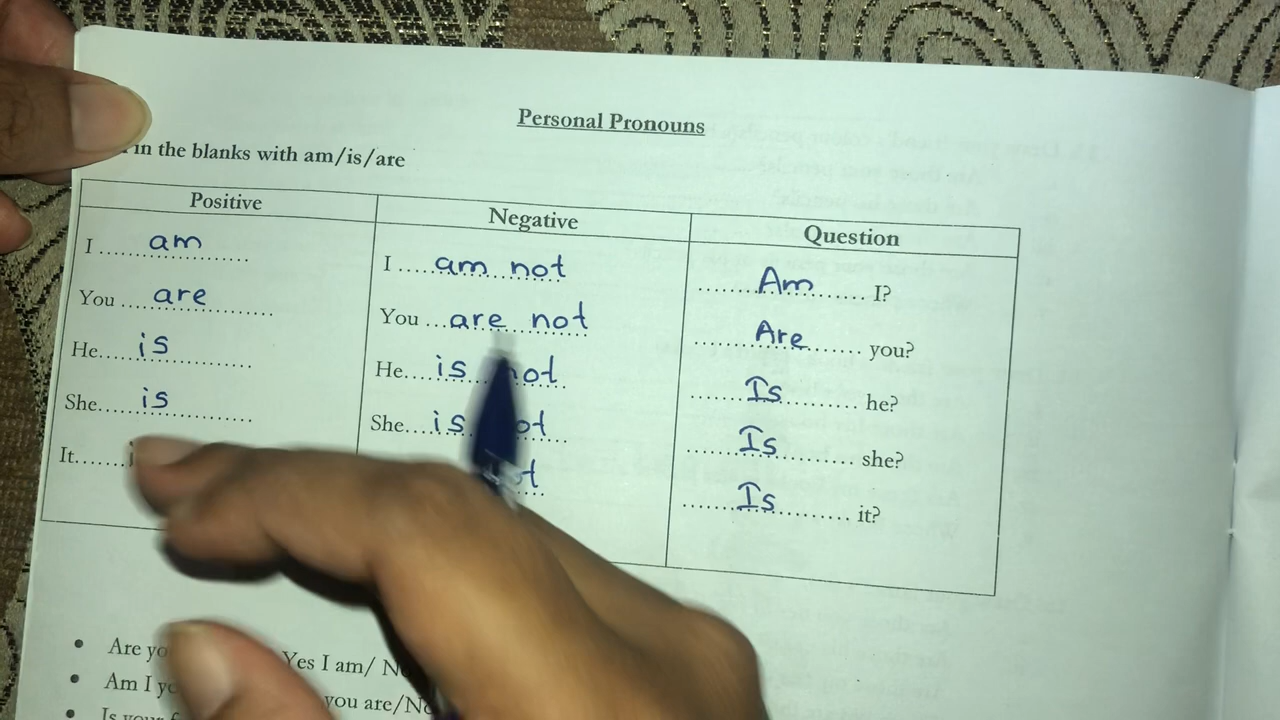 Personal Pronouns
in the blanks with am/is/are
Positive Negative Question
I ...... am ...... I ..... am not ...... Am ...... I?
You .... are ...... You ... are not ...... Are ...... you?
He.... is ...... He.... is not ...... Is ...... he?
She.... is ...... She... is ...... Is ...... she?
It....... ...... Is ...... it?
• Are Yes I am/
• Am I you are/
• Is